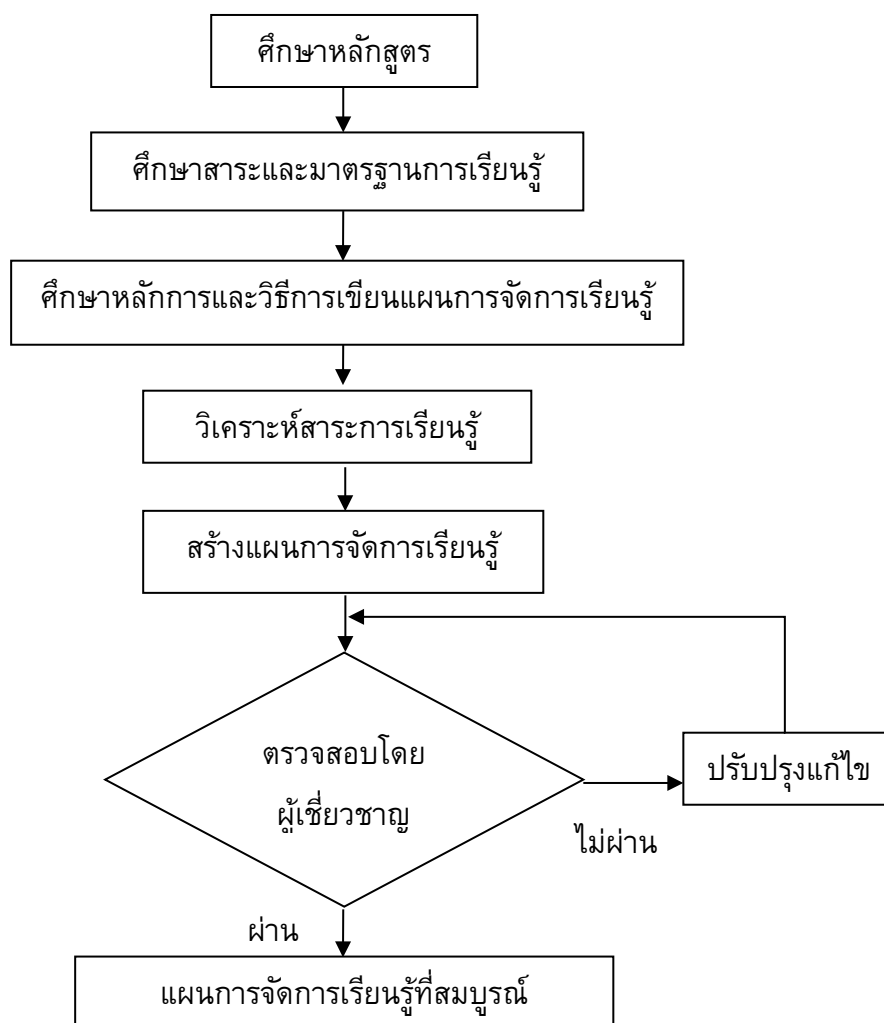 ศึกษาหลักสูตร
ศึกษาสาระและมาตรฐานการเรียนรู้
ศึกษาหลักการและวิธีการเขียนแผนการจัดการเรียนรู้
วิเคราะห์สาระการเรียนรู้
สร้างแผนการจัดการเรียนรู้
ตรวจสอบโดย
ผู้เชี่ยวชาญ
ปรับปรุงแก้ไข
ไม่ผ่าน
ผ่าน
แผนการจัดการเรียนรู้ที่สมบูรณ์